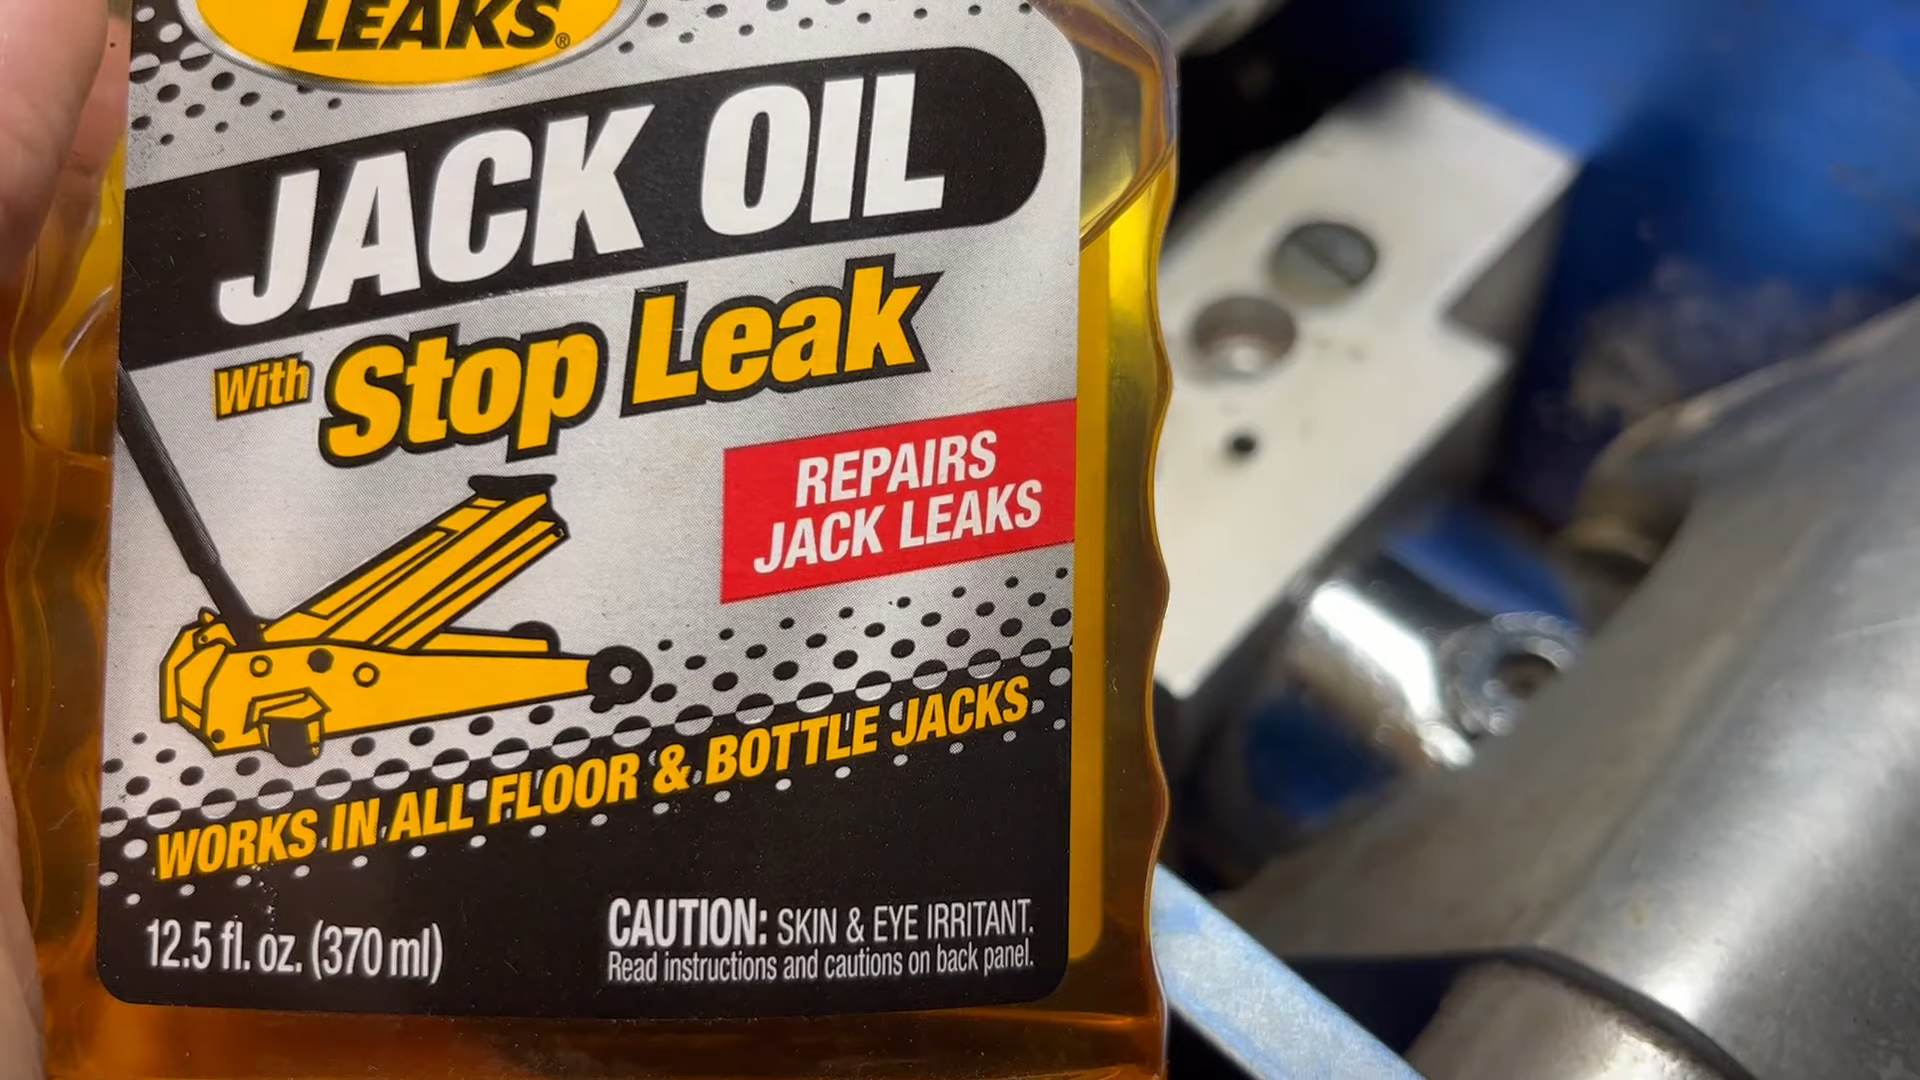 LEAKS®
JACK OIL
With Stop Leak
REPAIRS
JACK LEAKS
WORKS IN ALL FLOOR & BOTTLE JACKS
12.5 fl. oz. (370 ml)
CAUTION: SKIN & EYE IRRITANT.
Read instructions and cautions on back panel.